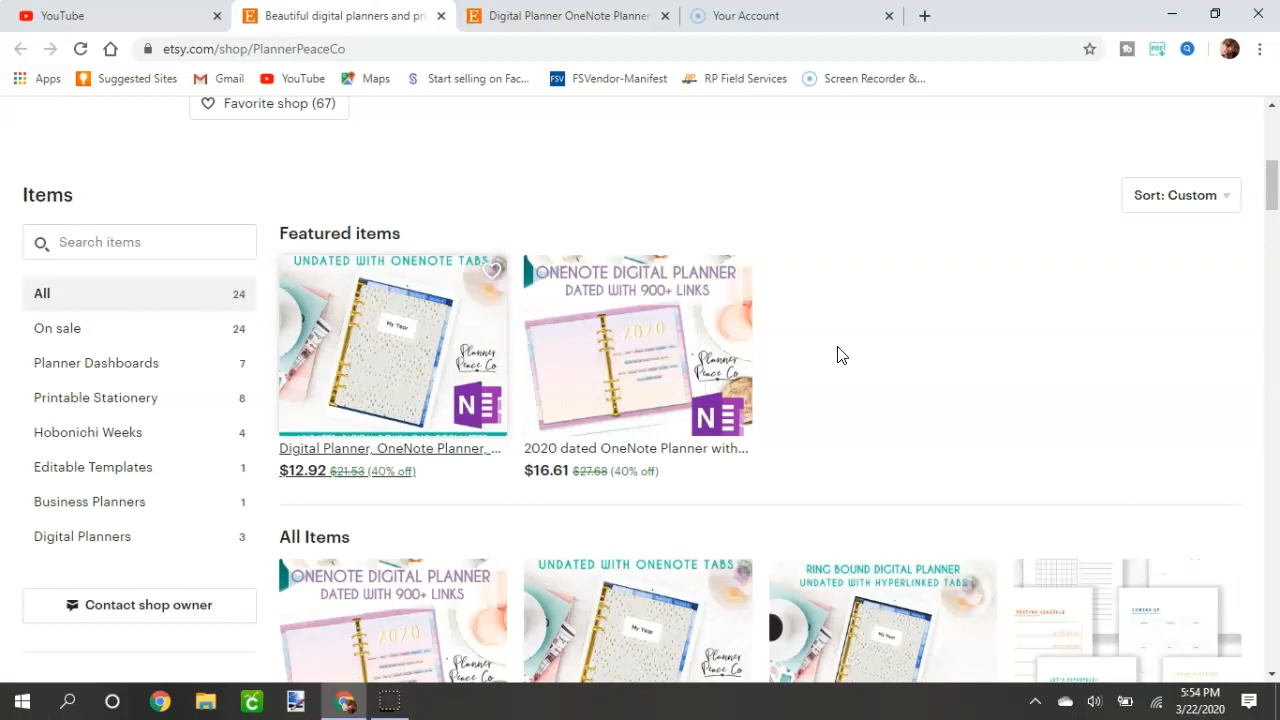 YouTube
Beautiful digital planners and pri
Digital Planner OneNote Planner
Your Account
etsy.com/shop/PlannerPeaceCo
Apps
Suggested Sites
Gmail
YouTube
Maps
Start selling on Fac...
FSV
FSVendor-Manifest
RP Field Services
Screen Recorder &...
Favorite shop (67)
Items
Sort: Custom
Search items
Featured items
All 24
On sale 24
Planner Dashboards 7
Printable Stationery 8
Hobonichi Weeks 4
Editable Templates 1
Business Planners 1
Digital Planners 3
Contact shop owner
UNDATED WITH ONENOTE TABS
My Year
Planner
Peace Co
N
Digital Planner, OneNote Planner, ...
$12.92 $21.53 (40% off)
ONENOTE DIGITAL PLANNER
DATED WITH 900+ LINKS
2020
Planner
Peace Co
N
2020 dated OneNote Planner with...
$16.61 $27.68 (40% off)
All Items
ONENOTE DIGITAL PLANNER
DATED WITH 900+ LINKS
2020
Planner
Peace Co
UNDATED WITH ONENOTE TABS
My Year
Planner
Peace Co
RING BOUND DIGITAL PLANNER
UNDATED WITH HYPERLINKED TABS
My Year
COMING UP
5:54 PM
3/22/2020